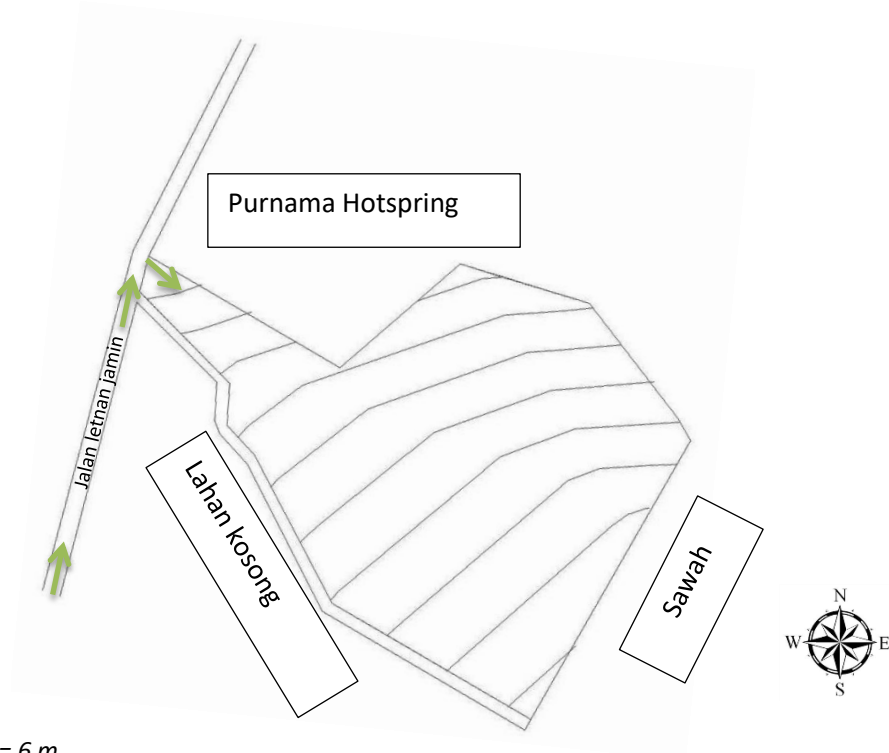 Purnama Hotspring
Jalan letnan jamin
Lahan kosong
Sawah
N
W
E
S
= 6 m